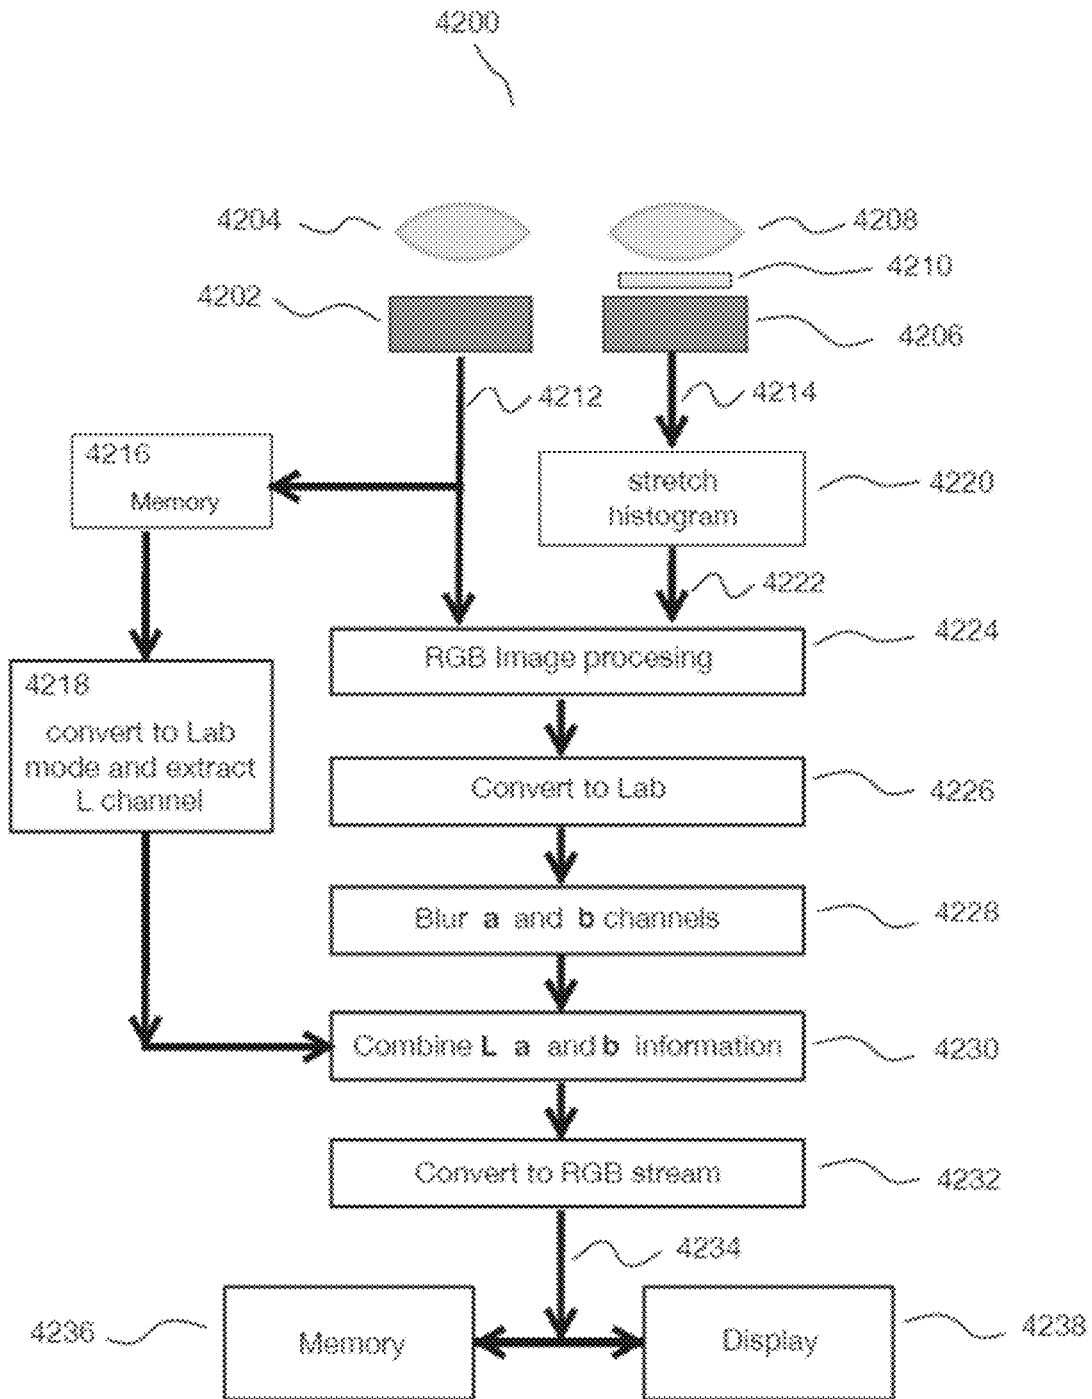 4200
4204
4208
4210
4202
4206
4212
4214
4216
Memory
stretch
histogram
4220
4222
RGB Image procesing
4224
4218
convert to Lab
mode and extract
L channel
Convert to Lab
4226
Blur a and b channels
4228
Combine L a and b information
4230
Convert to RGB stream
4232
4234
4236
Memory
Display
4238